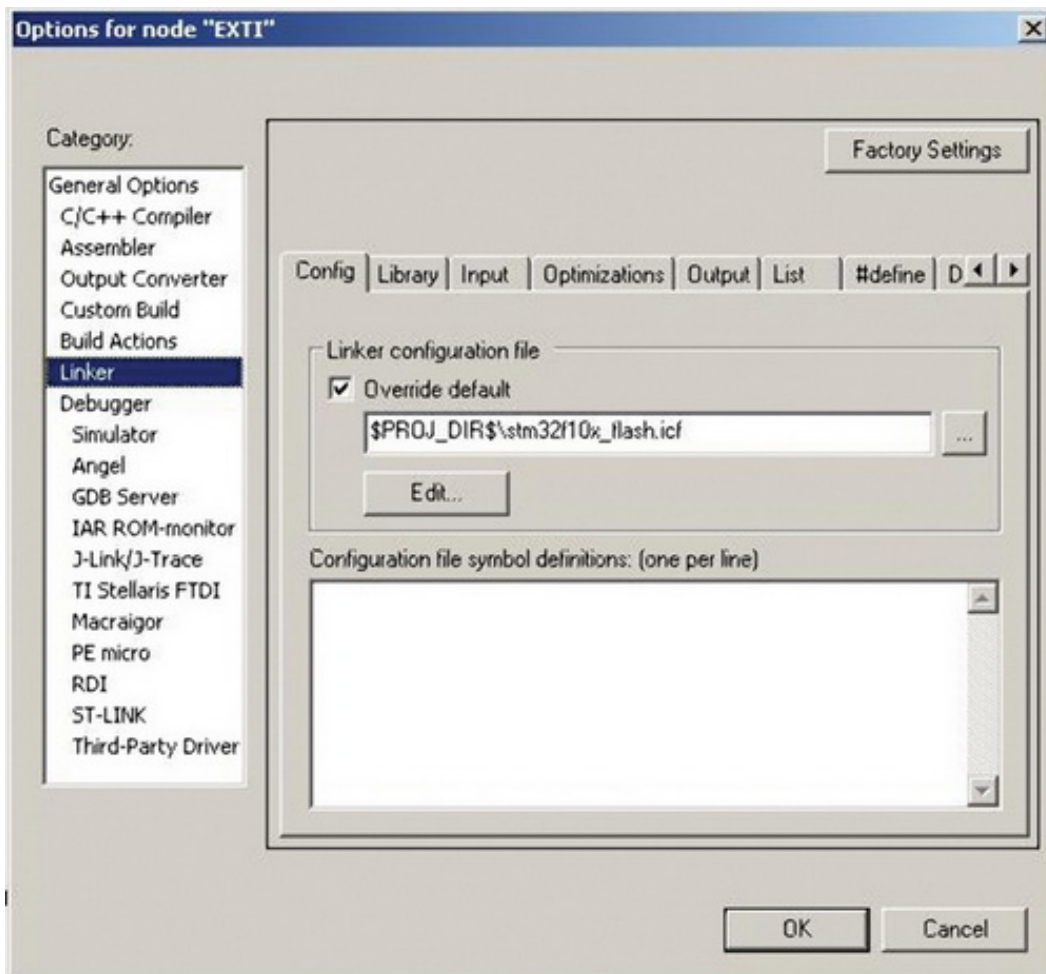 Options for node "EXTI"
Category:
Factory Settings
General Options
C/C++ Compiler
Assembler
Output Converter
Custom Build
Build Actions
Linker
Debugger
Simulator
Angel
GDB Server
IAR ROM-monitor
J-Link/J-Trace
TI Stellaris FTDI
Macraigor
PE micro
RDI
ST-LINK
Third-Party Driver
Config Library Input Optimizations Output List #define D
Linker configuration file
Override default
$PROJ_DIR$\stm32f10x_flash.icf
...
Edit...
Configuration file symbol definitions: (one per line)
OK Cancel